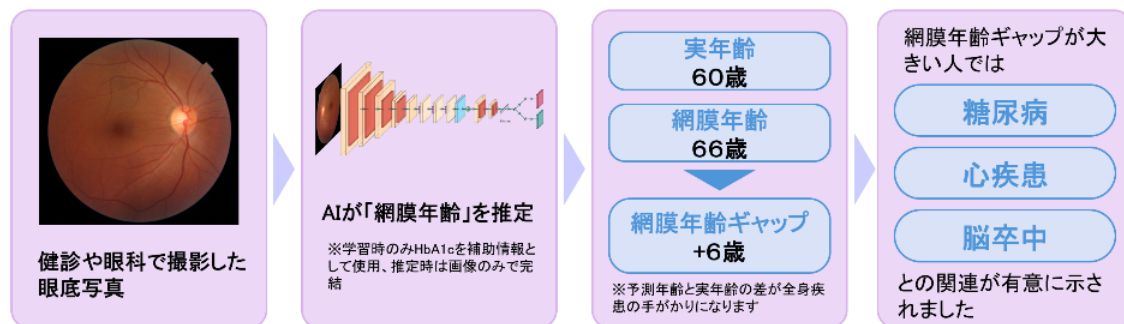 健診や眼科で撮影した
眼底写真
AIが「網膜年齢」を推定
※学習時のみHbA1cを補助情報と
して使用、推定時は画像のみで完
結
実年齢
60歳
網膜年齢
66歳
網膜年齢ギャップ
+6歳
※予測年齢と実年齢の差が全身疾
患の手がかりになります
網膜年齢ギャップが大
きい人では
糖尿病
心疾患
脳卒中
との関連が有意に示さ
れました